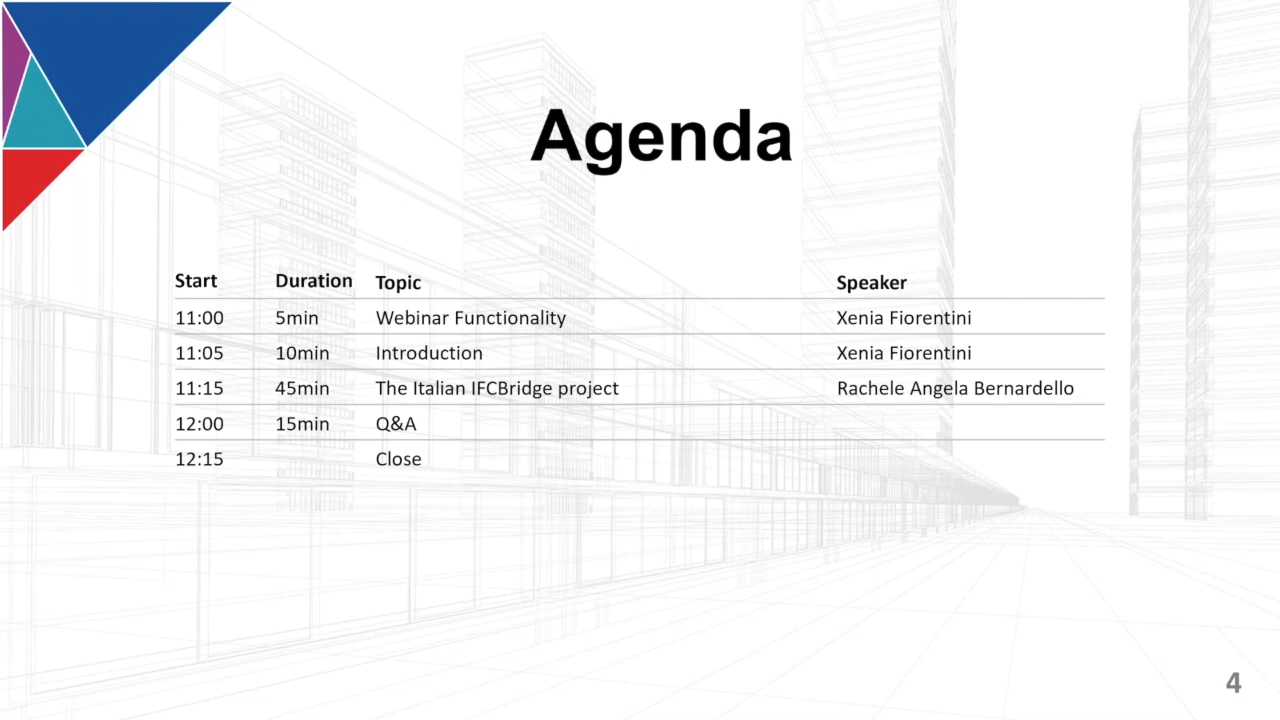 Agenda
Start Duration Topic Speaker
11:00 5min Webinar Functionality Xenia Fiorentini
11:05 10min Introduction Xenia Fiorentini
11:15 45min The Italian IFCBridge project Rachele Angela Bernardello
12:00 15min Q&A
12:15 Close
4